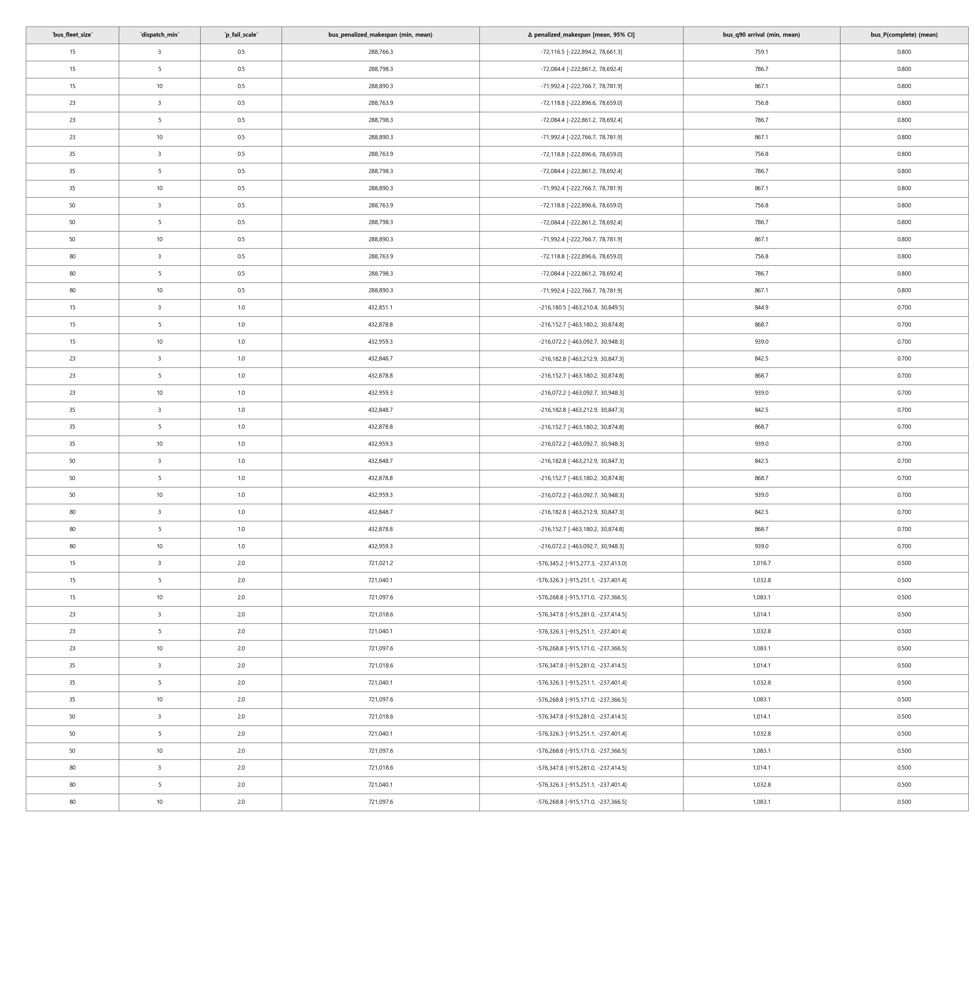 `bus_fleet_size` `dispatch_min` `p_fail_scale` bus_penalized_makespan (min, mean) Δ penalized_makespan [mean, 95% CI] bus_q90 arrival (min, mean) bus_P(complete) (mean)
15 3 0.5 288,766.3 -72,116.5 [-222,894.2, 78,661.3] 759.1 0.800
15 5 0.5 288,798.3 -72,084.4 [-222,861.2, 78,692.4] 786.7 0.800
15 10 0.5 288,890.3 -71,992.4 [-222,766.7, 78,781.9] 867.1 0.800
23 3 0.5 288,763.9 -72,118.8 [-222,896.6, 78,659.0] 756.8 0.800
23 5 0.5 288,798.3 -72,084.4 [-222,861.2, 78,692.4] 786.7 0.800
23 10 0.5 288,890.3 -71,992.4 [-222,766.7, 78,781.9] 867.1 0.800
35 3 0.5 288,763.9 -72,118.8 [-222,896.6, 78,659.0] 756.8 0.800
35 5 0.5 288,798.3 -72,084.4 [-222,861.2, 78,692.4] 786.7 0.800
35 10 0.5 288,890.3 -71,992.4 [-222,766.7, 78,781.9] 867.1 0.800
50 3 0.5 288,763.9 -72,118.8 [-222,896.6, 78,659.0] 756.8 0.800
50 5 0.5 288,798.3 -72,084.4 [-222,861.2, 78,692.4] 786.7 0.800
50 10 0.5 288,890.3 -71,992.4 [-222,766.7, 78,781.9] 867.1 0.800
80 3 0.5 288,763.9 -72,118.8 [-222,896.6, 78,659.0] 756.8 0.800
80 5 0.5 288,798.3 -72,084.4 [-222,861.2, 78,692.4] 786.7 0.800
80 10 0.5 288,890.3 -71,992.4 [-222,766.7, 78,781.9] 867.1 0.800
15 3 1.0 432,851.1 -216,180.5 [-463,210.4, 30,849.5] 844.9 0.700
15 5 1.0 432,878.8 -216,152.7 [-463,180.2, 30,874.8] 868.7 0.700
15 10 1.0 432,959.3 -216,072.2 [-463,092.7, 30,948.3] 939.0 0.700
23 3 1.0 432,848.7 -216,182.8 [-463,212.9, 30,847.3] 842.5 0.700
23 5 1.0 432,878.8 -216,152.7 [-463,180.2, 30,874.8] 868.7 0.700
23 10 1.0 432,959.3 -216,072.2 [-463,092.7, 30,948.3] 939.0 0.700
35 3 1.0 432,848.7 -216,182.8 [-463,212.9, 30,847.3] 842.5 0.700
35 5 1.0 432,878.8 -216,152.7 [-463,180.2, 30,874.8] 868.7 0.700
35 10 1.0 432,959.3 -216,072.2 [-463,092.7, 30,948.3] 939.0 0.700
50 3 1.0 432,848.7 -216,182.8 [-463,212.9, 30,847.3] 842.5 0.700
50 5 1.0 432,878.8 -216,152.7 [-463,180.2, 30,874.8] 868.7 0.700
50 10 1.0 432,959.3 -216,072.2 [-463,092.7, 30,948.3] 939.0 0.700
80 3 1.0 432,848.7 -216,182.8 [-463,212.9, 30,847.3] 842.5 0.700
80 5 1.0 432,878.8 -216,152.7 [-463,180.2, 30,874.8] 868.7 0.700
80 10 1.0 432,959.3 -216,072.2 [-463,092.7, 30,948.3] 939.0 0.700
15 3 2.0 721,021.2 -576,345.2 [-915,277.3, -237,413.0] 1,016.7 0.500
15 5 2.0 721,040.1 -576,326.3 [-915,251.1, -237,401.4] 1,032.8 0.500
15 10 2.0 721,097.6 -576,268.8 [-915,171.0, -237,366.5] 1,083.1 0.500
23 3 2.0 721,018.6 -576,347.8 [-915,281.0, -237,414.5] 1,014.1 0.500
23 5 2.0 721,040.1 -576,326.3 [-915,251.1, -237,401.4] 1,032.8 0.500
23 10 2.0 721,097.6 -576,268.8 [-915,171.0, -237,366.5] 1,083.1 0.500
35 3 2.0 721,018.6 -576,347.8 [-915,281.0, -237,414.5] 1,014.1 0.500
35 5 2.0 721,040.1 -576,326.3 [-915,251.1, -237,401.4] 1,032.8 0.500
35 10 2.0 721,097.6 -576,268.8 [-915,171.0, -237,366.5] 1,083.1 0.500
50 3 2.0 721,018.6 -576,347.8 [-915,281.0, -237,414.5] 1,014.1 0.500
50 5 2.0 721,040.1 -576,326.3 [-915,251.1, -237,401.4] 1,032.8 0.500
50 10 2.0 721,097.6 -576,268.8 [-915,171.0, -237,366.5] 1,083.1 0.500
80 3 2.0 721,018.6 -576,347.8 [-915,281.0, -237,414.5] 1,014.1 0.500
80 5 2.0 721,040.1 -576,326.3 [-915,251.1, -237,401.4] 1,032.8 0.500
80 10 2.0 721,097.6 -576,268.8 [-915,171.0, -237,366.5] 1,083.1 0.500